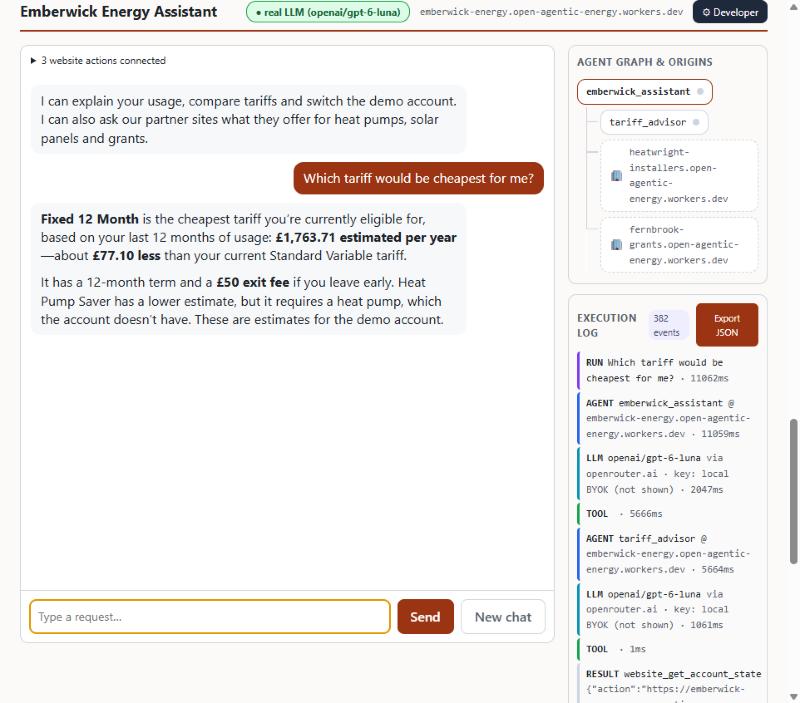 Emberwick Energy Assistant
● real LLM (openai/gpt-6-luna)
emberwick-energy.open-agentic-energy.workers.dev
⚙ Developer
▶ 3 website actions connected
I can explain your usage, compare tariffs and switch the demo account.
I can also ask our partner sites what they offer for heat pumps, solar
panels and grants.
Which tariff would be cheapest for me?
Fixed 12 Month is the cheapest tariff you're currently eligible for,
based on your last 12 months of usage: £1,763.71 estimated per year
—about £77.10 less than your current Standard Variable tariff.
It has a 12-month term and a £50 exit fee if you leave early. Heat
Pump Saver has a lower estimate, but it requires a heat pump, which
the account doesn't have. These are estimates for the demo account.
Type a request...
Send
New chat
AGENT GRAPH & ORIGINS
emberwick_assistant
tariff_advisor
heatwright-
installers.open-
agentic-
energy.workers.dev
fernbrook-
grants.open-agentic-
energy.workers.dev
EXECUTION
LOG
382
events
Export
JSON
RUN Which tariff would be
cheapest for me? · 11062ms
AGENT emberwick_assistant @
emberwick-energy.open-agentic-
energy.workers.dev · 11059ms
LLM openai/gpt-6-luna via
openrouter.ai · key: local
BYOK (not shown) · 2047ms
TOOL · 5666ms
AGENT tariff_advisor @
emberwick-energy.open-agentic-
energy.workers.dev · 5664ms
LLM openai/gpt-6-luna via
openrouter.ai · key: local
BYOK (not shown) · 1061ms
TOOL · 1ms
RESULT website_get_account_state
{"action":"https://emberwick-